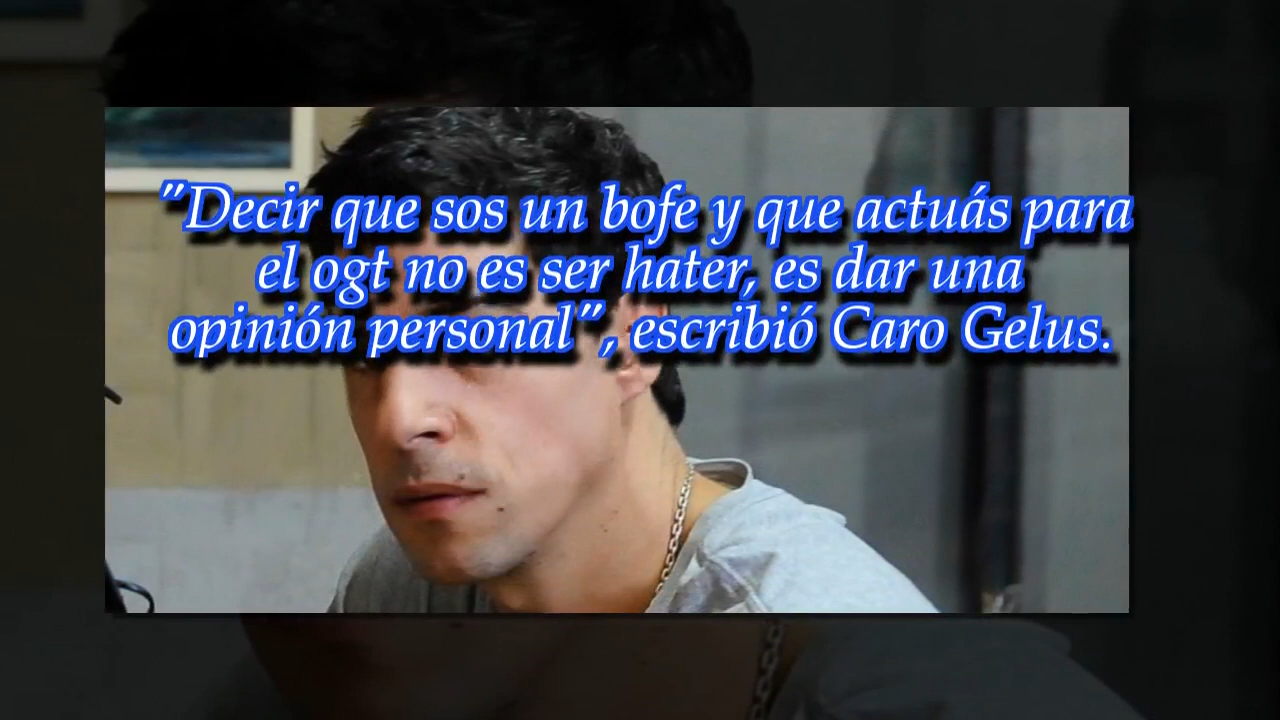 "Decir que sos un bofe y que actuás para
el ogt no es ser hater, es dar una
opinión personal", escribió Caro Gelus.